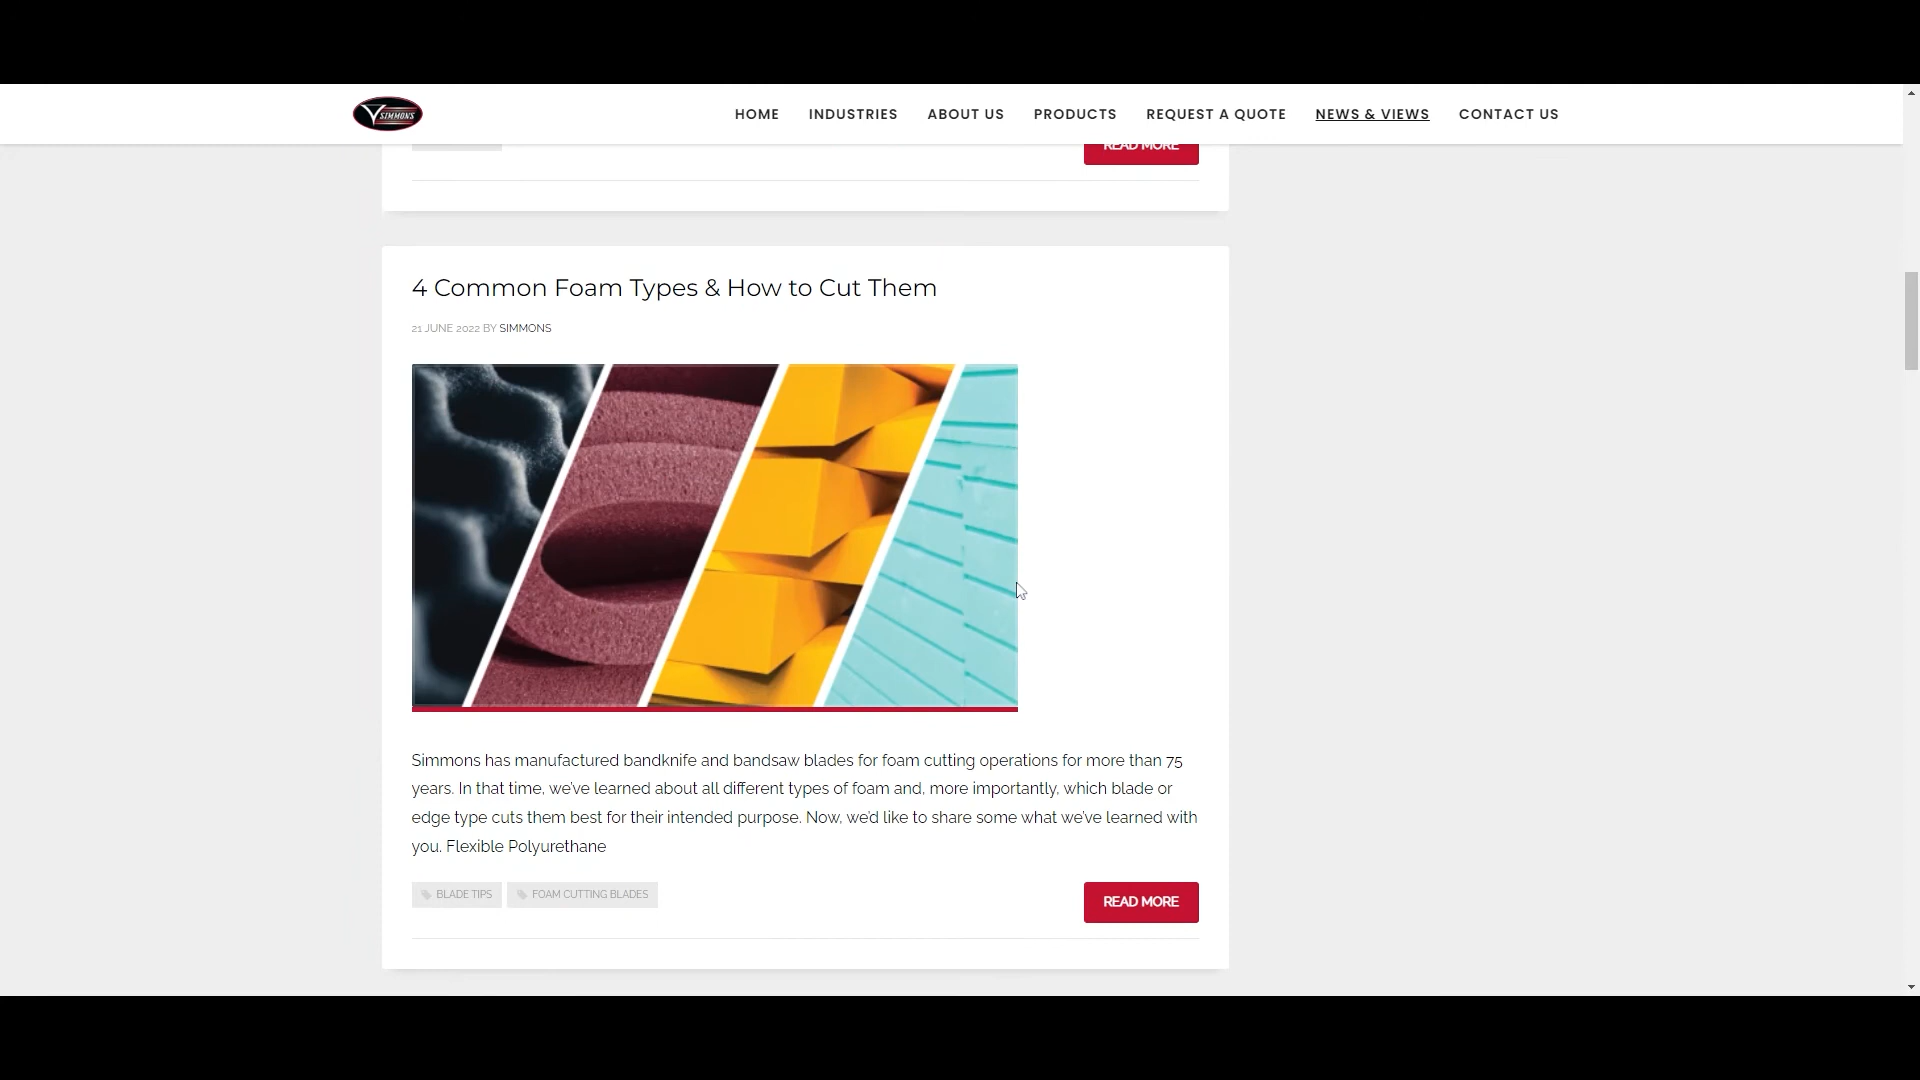 SIMMONS
HOME INDUSTRIES ABOUT US PRODUCTS REQUEST A QUOTE NEWS & VIEWS CONTACT US
READ MORE
4 Common Foam Types & How to Cut Them
21 JUNE 2022 BY SIMMONS
Simmons has manufactured bandknife and bandsaw blades for foam cutting operations for more than 75
years. In that time, we've learned about all different types of foam and, more importantly, which blade or
edge type cuts them best for their intended purpose. Now, we'd like to share some what we've learned with
you. Flexible Polyurethane
BLADE TIPS FOAM CUTTING BLADES
READ MORE